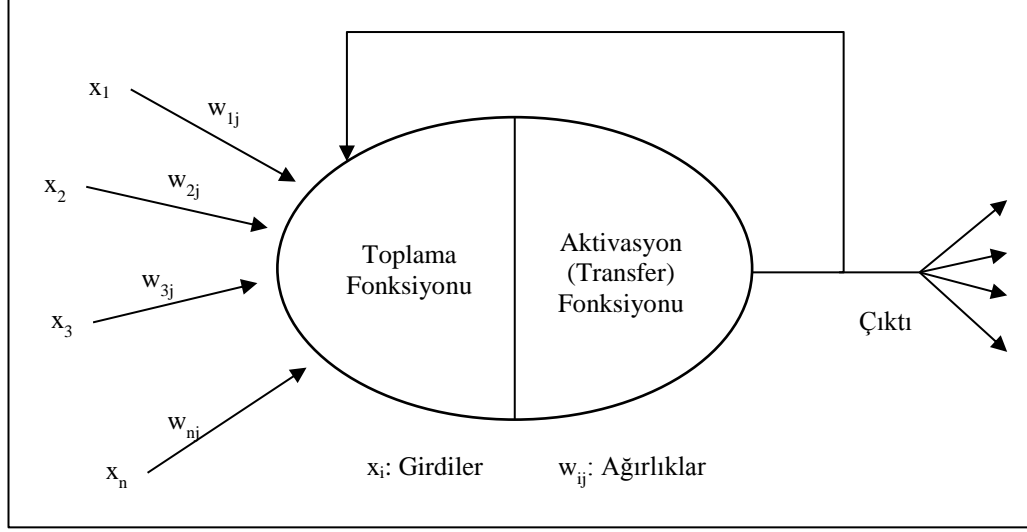 x₁
w₁ⱼ
x₂
w₂ⱼ
Toplama
Fonksiyonu
Aktivasyon
(Transfer)
Fonksiyonu
w₃ⱼ
x₃
Çıktı
wₙⱼ
xₙ
xᵢ: Girdiler
wᵢⱼ: Ağırlıklar